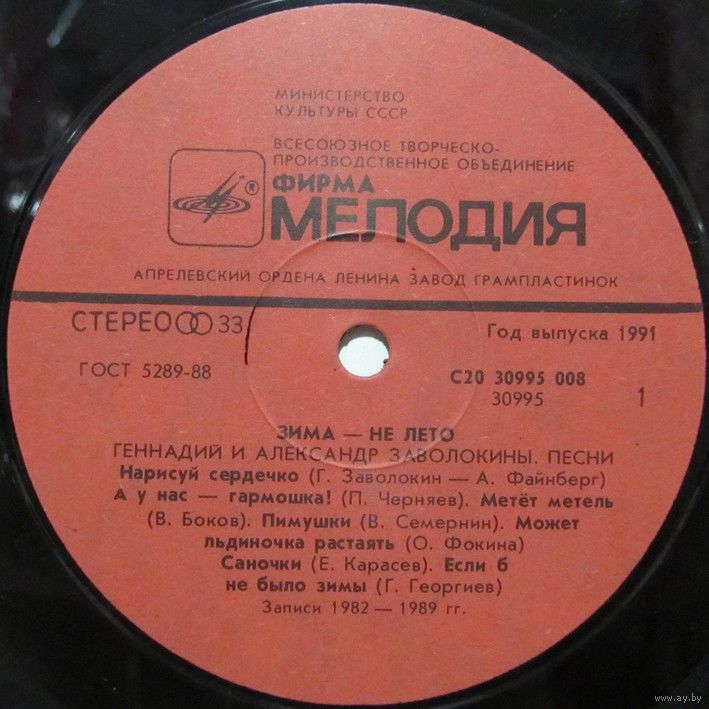 МИНИСТЕРСТВО
КУЛЬТУРЫ СССР
ВСЕСОЮЗНОЕ ТВОРЧЕСКО-
ПРОИЗВОДСТВЕННОЕ ОБЪЕДИНЕНИЕ
®
ФИРМА
МЕЛОДИЯ
АПРЕЛЕВСКИЙ ОРДЕНА ЛЕНИНА ЗАВОД ГРАМПЛАСТИНОК
СТЕРЕО 33
Год выпуска 1991
ГОСТ 5289-88
С20 30995 008
30995
1
ЗИМА — НЕ ЛЕТО
ГЕННАДИЙ И АЛЕКСАНДР ЗАВОЛОКИНЫ. ПЕСНИ
Нарисуй сердечко (Г. Заволокин — А. Файнберг)
А у нас — гармошка! (П. Черняев). Метёт метель
(В. Боков). Пимушки (В. Семернин). Может
льдиночка растаять (О. Фокина)
Саночки (Е. Карасев). Если б
не было зимы (Г. Георгиев)
Записи 1982 — 1989 гг.
www.ay.by